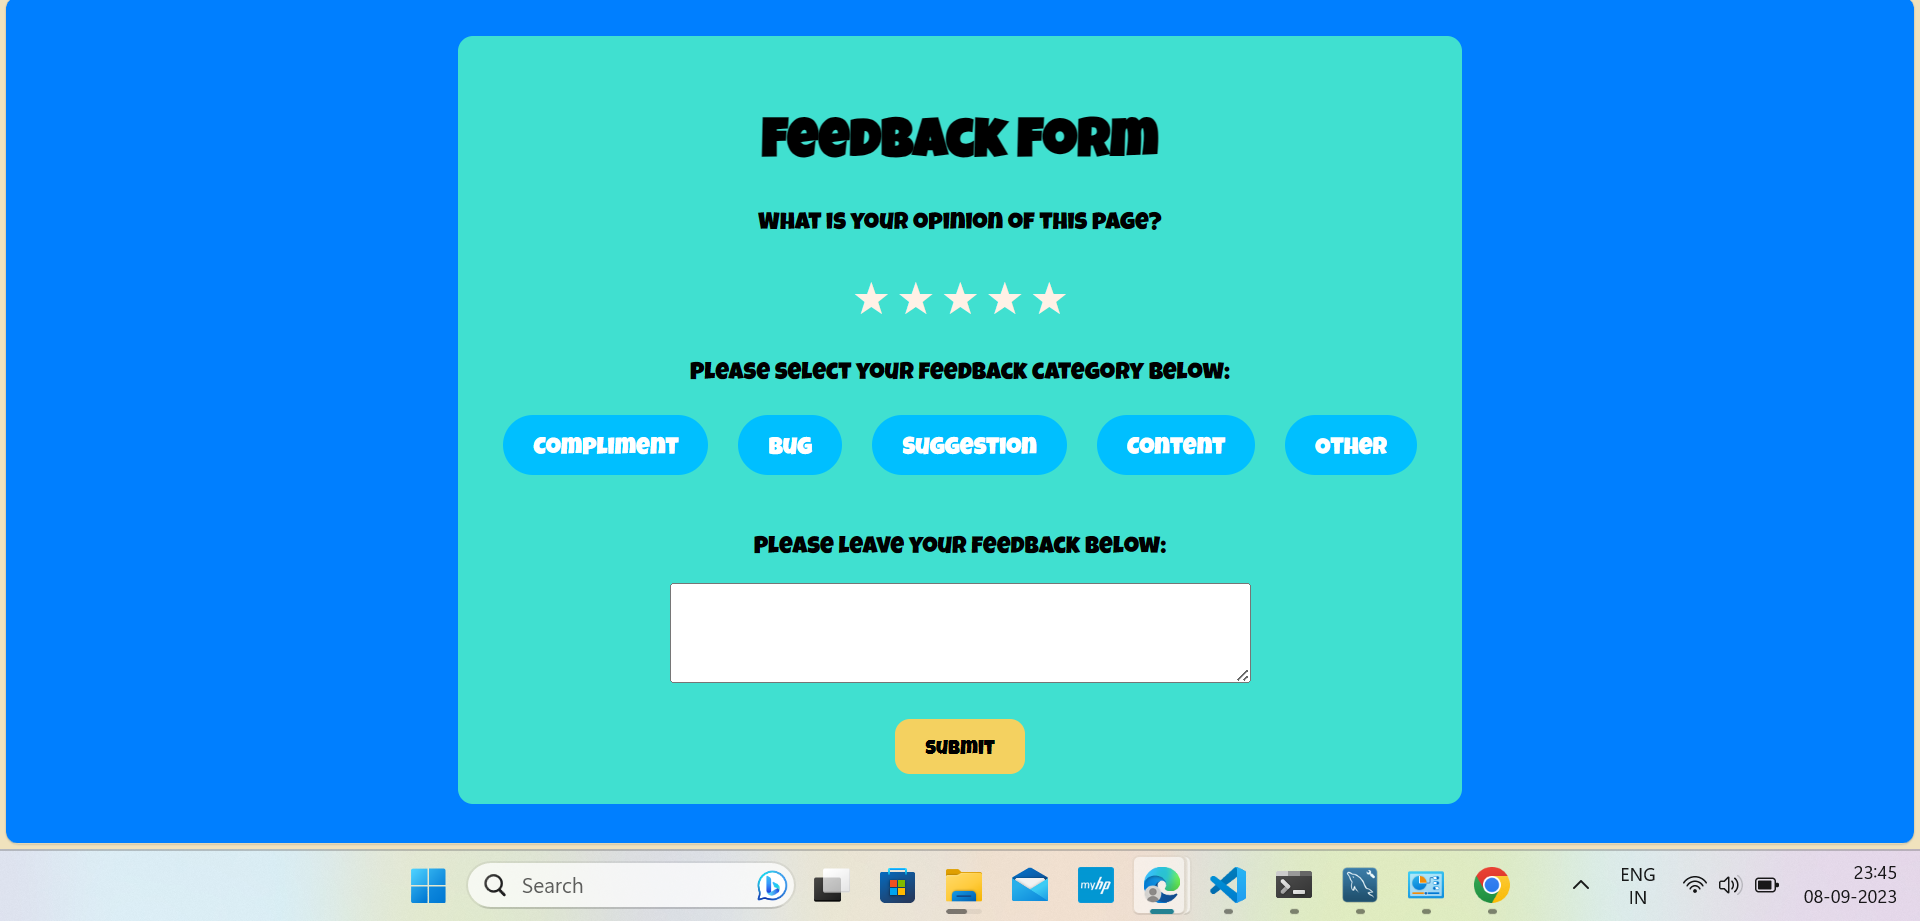 Feedback Form
What is your opinion of this page?
Please select your feedback category below:
Compliment Bug Suggestion Content Other
Please leave your feedback below:
Submit
Search
myhp
ENG
IN
23:45
08-09-2023